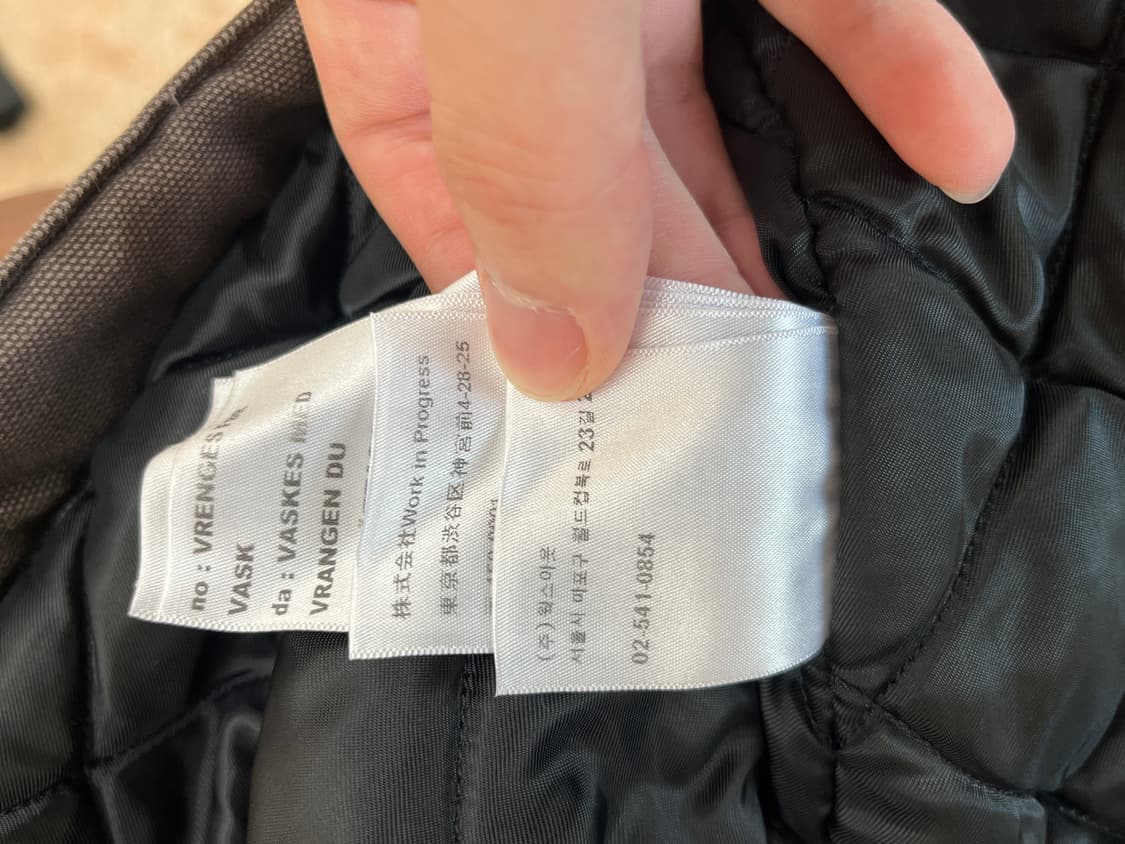 no : VRENGES FØR
VASK
da : VASKES MED
VRANGEN DU
株式会社Work in Progress
東京都渋谷区神宮前4-28-25
(주) 웍스아웃
서울시 마포구 월드컵북로 23길
02-541-0854